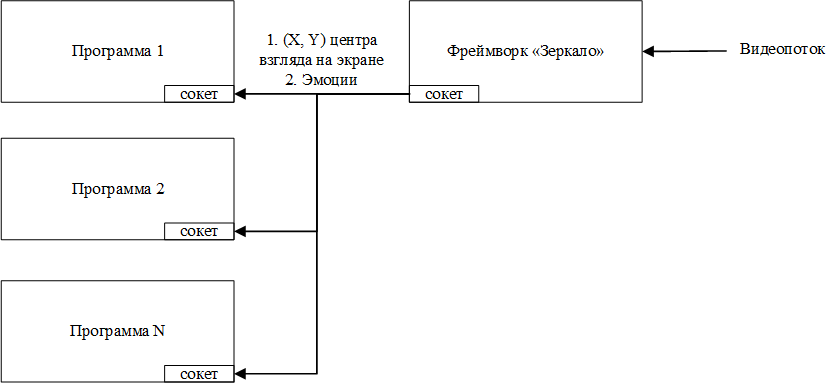 Программа 1
сокет
1. (X, Y) центра
взгляда на экране
2. Эмоции
Фреймворк «Зеркало»
сокет
Видеопоток
Программа 2
сокет
Программа N
сокет